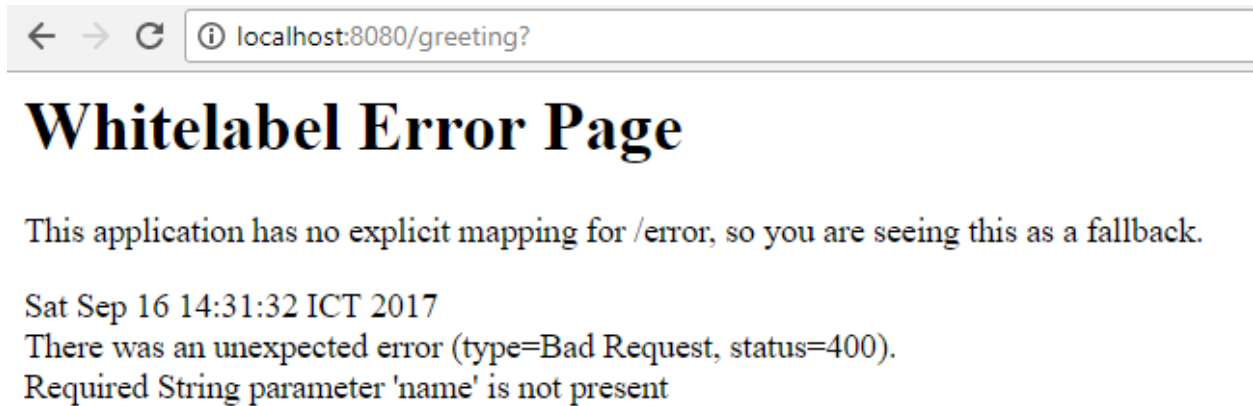 localhost:8080/greeting?
Whitelabel Error Page
This application has no explicit mapping for /error, so you are seeing this as a fallback.
Sat Sep 16 14:31:32 ICT 2017
There was an unexpected error (type=Bad Request, status=400).
Required String parameter 'name' is not present